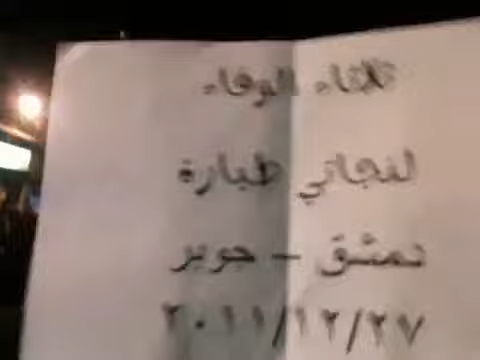 ثلاثاء الوفاء
لنجاتي طيارة
دمشق - جوبر
٢٠١١/١٢/٢٧